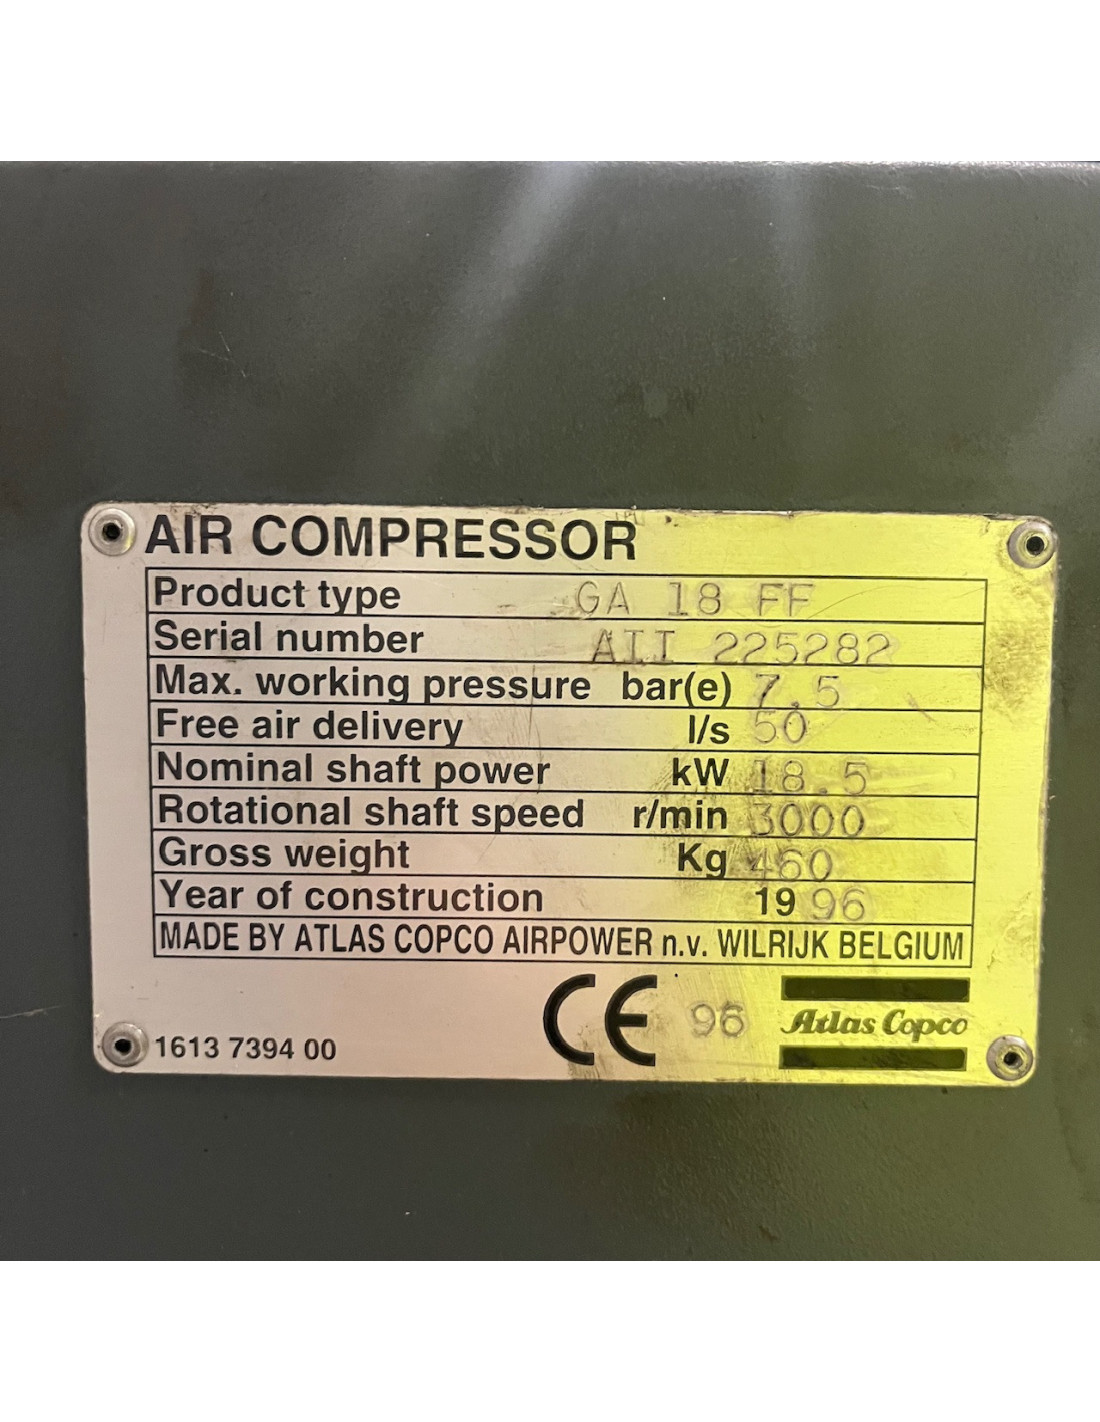 AIR COMPRESSOR
Product type GA 18 FF
Serial number AII 225282
Max. working pressure bar(e) 7.5
Free air delivery l/s 50
Nominal shaft power kW 18.5
Rotational shaft speed r/min 3000
Gross weight Kg 460
Year of construction 1996
MADE BY ATLAS COPCO AIRPOWER n.v. WILRIJK BELGIUM
CE 96 Atlas Copco
1613 7394 00